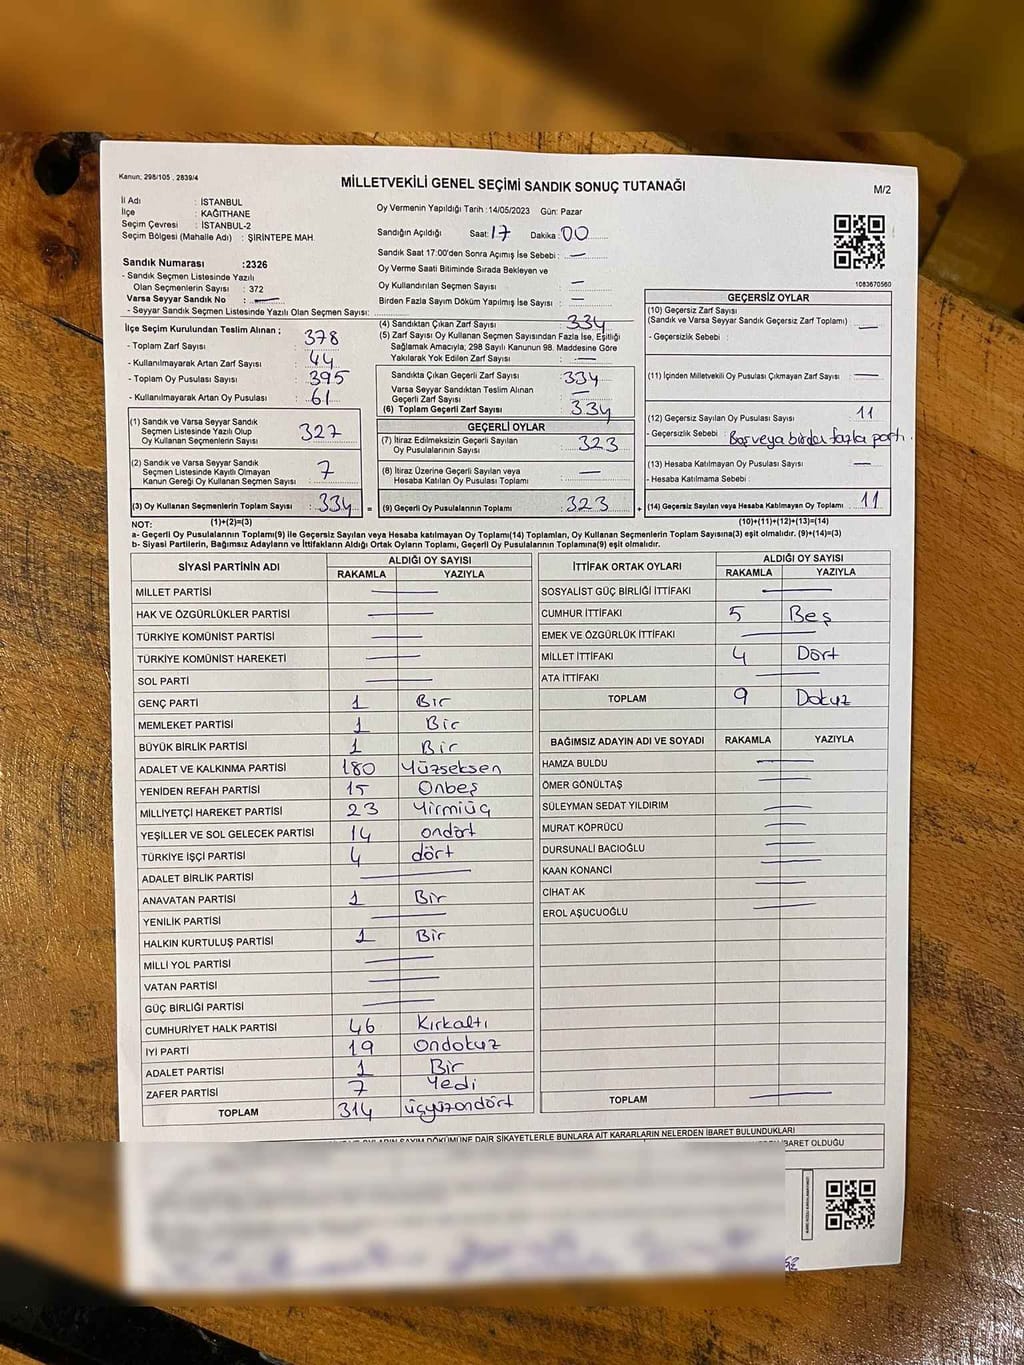 Kanun; 298/105 , 2839/4
MİLLETVEKİLİ GENEL SEÇİMİ SANDIK SONUÇ TUTANAĞI
M/2
İl Adı : İSTANBUL
İlçe : KAĞITHANE
Seçim Çevresi : İSTANBUL-2
Seçim Bölgesi (Mahalle Adı) : ŞİRİNTEPE MAH.
Oy Vermenin Yapıldığı Tarih :14/05/2023 Gün: Pazar
Sandığın Açıldığı Saat: 17 Dakika: 00
Sandık Saat 17:00'den Sonra Açımış İse Sebebi : —
Oy Verme Saati Bitiminde Sırada Bekleyen ve
Oy Kullandırılan Seçmen Sayısı : —
Birden Fazla Sayım Döküm Yapılmış İse Sayısı : —
1083670560
Sandık Numarası :2326
- Sandık Seçmen Listesinde Yazılı
Olan Seçmenlerin Sayısı : 372
Varsa Seyyar Sandık No : —
- Seyyar Sandık Seçmen Listesinde Yazılı Olan Seçmen Sayısı:
İlçe Seçim Kurulundan Teslim Alınan ;
- Toplam Zarf Sayısı : 378
- Kullanılmayarak Artan Zarf Sayısı : 44
- Toplam Oy Pusulası Sayısı : 395
- Kullanılmayarak Artan Oy Pusulası : 61
(1) Sandık ve Varsa Seyyar Sandık
Seçmen Listesinde Yazılı Olup
Oy Kullanan Seçmenlerin Sayısı : 327
(2) Sandık ve Varsa Seyyar Sandık
Seçmen Listesinde Kayıtlı Olmayan
Kanun Gereği Oy Kullanan Seçmen Sayısı : 7
(3) Oy Kullanan Seçmenlerin Toplam Sayısı : 334 =
(4) Sandıktan Çıkan Zarf Sayısı : 334
(5) Zarf Sayısı Oy Kullanan Seçmen Sayısından Fazla İse, Eşitliği
Sağlamak Amacıyla; 298 Sayılı Kanunun 98. Maddesine Göre
Yakılarak Yok Edilen Zarf Sayısı : —
Sandıkta Çıkan Geçerli Zarf Sayısı : 334
Varsa Seyyar Sandıktan Teslim Alınan
Geçerli Zarf Sayısı : —
(6) Toplam Geçerli Zarf Sayısı : 334
GEÇERLİ OYLAR
(7) İtiraz Edilmeksizin Geçerli Sayılan
Oy Pusulalarının Sayısı : 323
(8) İtiraz Üzerine Geçerli Sayılan veya
Hesaba Katılan Oy Pusulası Toplamı : —
(9) Geçerli Oy Pusulalarının Toplamı : 323 +
GEÇERSİZ OYLAR
(10) Geçersiz Zarf Sayısı
(Sandık ve Varsa Seyyar Sandık Geçersiz Zarf Toplamı) : —
- Geçersizlik Sebebi :
(11) İçinden Milletvekili Oy Pusulası Çıkmayan Zarf Sayısı : —
(12) Geçersiz Sayılan Oy Pusulası Sayısı : 11
- Geçersizlik Sebebi : Boş veya birden fazla parti
(13) Hesaba Katılmayan Oy Pusulası Sayısı : —
- Hesaba Katılmama Sebebi :
(14) Geçersiz Sayılan veya Hesaba Katılmayan Oy Toplamı : 11
NOT: (1)+(2)=(3) (10)+(11)+(12)+(13)=(14)
a- Geçerli Oy Pusulalarının Toplamı(9) ile Geçersiz Sayılan veya Hesaba katılmayan Oy Toplamı(14) Toplamları, Oy Kullanan Seçmenlerin Toplam Sayısına(3) eşit olmalıdır. (9)+(14)=(3)
b- Siyasi Partilerin, Bağımsız Adayların ve İttifakların Aldığı Ortak Oyların Toplamı, Geçerli Oy Pusulalarının Toplamına(9) eşit olmalıdır.
SİYASİ PARTİNİN ADI ALDIĞI OY SAYISI
RAKAMLA YAZIYLA
MİLLET PARTİSI —
HAK VE ÖZGÜRLÜKLER PARTİSİ —
TÜRKİYE KOMÜNİST PARTİSİ —
TÜRKİYE KOMÜNİST HAREKETİ —
SOL PARTİ —
GENÇ PARTİ 1 Bir
MEMLEKET PARTİSİ 1 Bir
BÜYÜK BİRLİK PARTİSİ 1 Bir
ADALET VE KALKINMA PARTİSİ 180 Yüzseksen
YENİDEN REFAH PARTİSİ 15 Onbeş
MİLLİYETÇİ HAREKET PARTİSİ 23 Yirmiüç
YEŞİLLER VE SOL GELECEK PARTİSİ 14 ondört
TÜRKİYE İŞÇİ PARTİSİ 4 dört
ADALET BİRLİK PARTİSİ —
ANAVATAN PARTİSİ 1 Bir
YENİLİK PARTİSİ —
HALKIN KURTULUŞ PARTİSİ 1 Bir
MİLLİ YOL PARTİSİ —
VATAN PARTİSİ —
GÜÇ BİRLİĞİ PARTİSİ —
CUMHURİYET HALK PARTİSİ 46 Kırkaltı
İYİ PARTİ 19 ondokuz
ADALET PARTİSİ 1 Bir
ZAFER PARTİSİ 7 Yedi
TOPLAM 314 üçyüzondört
İTTİFAK ORTAK OYLARI ALDIĞI OY SAYISI
RAKAMLA YAZIYLA
SOSYALİST GÜÇ BİRLİĞİ İTTİFAKI —
CUMHUR İTTİFAKI 5 Beş
EMEK VE ÖZGÜRLÜK İTTİFAKI —
MİLLET İTTİFAKI 4 Dört
ATA İTTİFAKI —
TOPLAM 9 Dokuz
BAĞIMSIZ ADAYIN ADI VE SOYADI RAKAMLA YAZIYLA
HAMZA BULDU —
ÖMER GÖNÜLTAŞ —
SÜLEYMAN SEDAT YILDIRIM —
MURAT KÖPRÜCÜ —
DURSUNALİ BACIOĞLU —
KAAN KONANCİ —
CİHAT AK —
EROL AŞUCUOĞLU —
TOPLAM —
OYLARIN SAYIM DÖKÜMÜNE DAİR ŞİKAYETLERLE BUNLARA AİT KARARLARIN NELERDEN İBARET BULUNDUKLARI
İBARET OLDUĞU